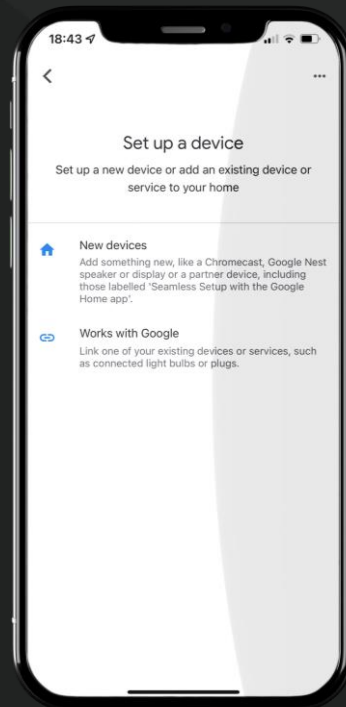 18:43
Set up a device
Set up a new device or add an existing device or
service to your home
New devices
Add something new, like a Chromecast, Google Nest
speaker or display or a partner device, including
those labelled 'Seamless Setup with the Google
Home app'.
Works with Google
Link one of your existing devices or services, such
as connected light bulbs or plugs.